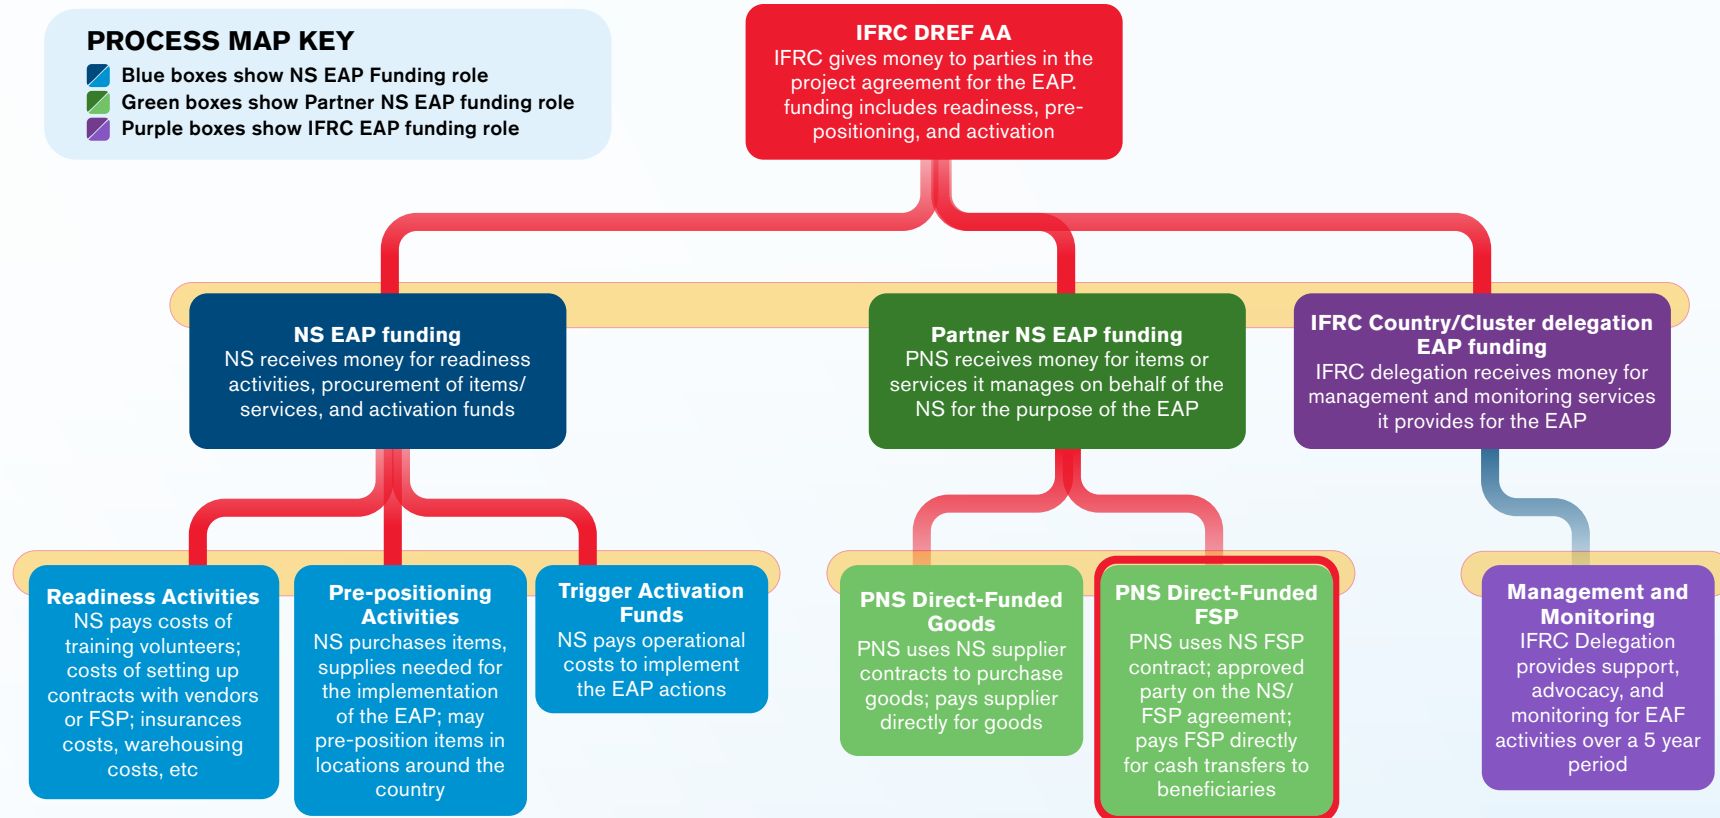 PROCESS MAP KEY
Blue boxes show NS EAP Funding role
Green boxes show Partner NS EAP funding role
Purple boxes show IFRC EAP funding role
IFRC DREF AA
IFRC gives money to parties in the
project agreement for the EAP.
funding includes readiness, pre-
positioning, and activation
NS EAP funding
NS receives money for readiness
activities, procurement of items/
services, and activation funds
Partner NS EAP funding
PNS receives money for items or
services it manages on behalf of the
NS for the purpose of the EAP
IFRC Country/Cluster delegation
EAP funding
IFRC delegation receives money for
management and monitoring services
it provides for the EAP
Readiness Activities
NS pays costs of
training volunteers;
costs of setting up
contracts with vendors
or FSP; insurances
costs, warehousing
costs, etc
Pre-positioning
Activities
NS purchases items,
supplies needed for
the implementation
of the EAP; may
pre-position items in
locations around the
country
Trigger Activation
Funds
NS pays operational
costs to implement
the EAP actions
PNS Direct-Funded
Goods
PNS uses NS supplier
contracts to purchase
goods; pays supplier
directly for goods
PNS Direct-Funded
FSP
PNS uses NS FSP
contract; approved
party on the NS/
FSP agreement;
pays FSP directly
for cash transfers to
beneficiaries
Management and
Monitoring
IFRC Delegation
provides support,
advocacy, and
monitoring for EAF
activities over a 5 year
period